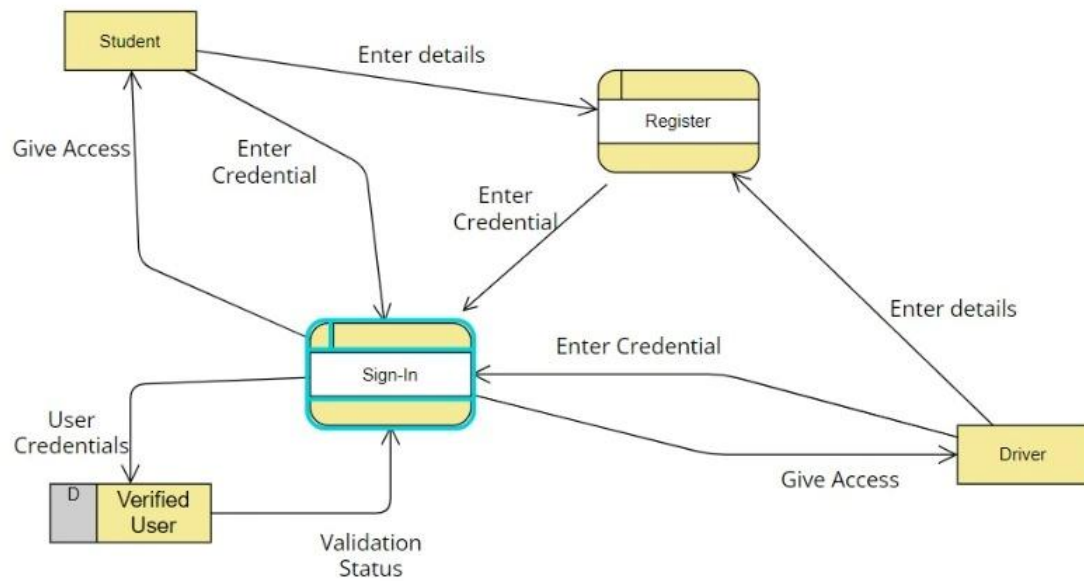 Student
Enter details
Register
Give Access
Enter
Credential
Enter
Credential
Enter details
Enter Credential
Sign-In
User
Credentials
Driver
Give Access
D
Verified
User
Validation
Status